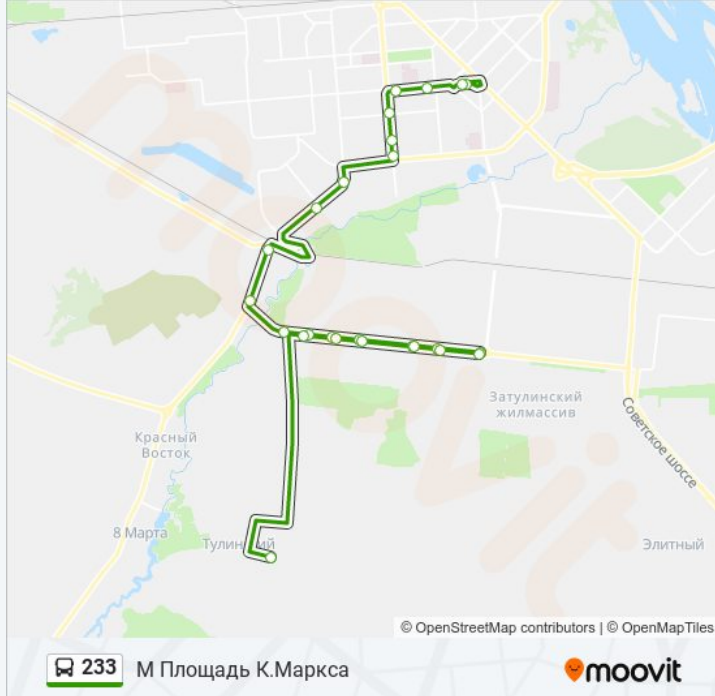 Затулинский
жилмассив
Советское шоссе
Красный
Восток
8 Марта
Тулинский
Элитный
© OpenStreetMap contributors | © OpenMapTiles
233 М Площадь К.Маркса
moovit